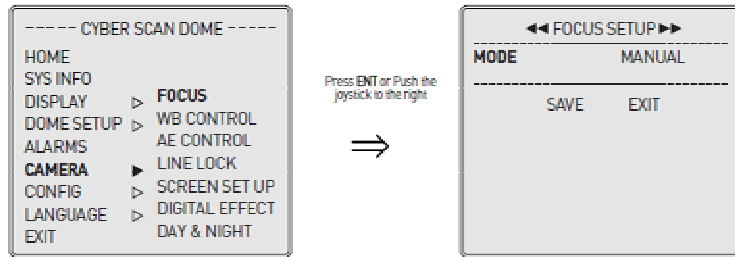 ----- CYBER SCAN DOME -----
HOME
SYS INFO
DISPLAY ▷
DOME SETUP ▷
ALARMS
CAMERA ▶
CONFIG ▷
LANGUAGE ▷
EXIT
FOCUS
WB CONTROL
AE CONTROL
LINE LOCK
SCREEN SET UP
DIGITAL EFFECT
DAY & NIGHT
Press ENT or Push the
joystick to the right
⇒
◀◀ FOCUS SETUP ▶▶
MODE MANUAL
SAVE EXIT